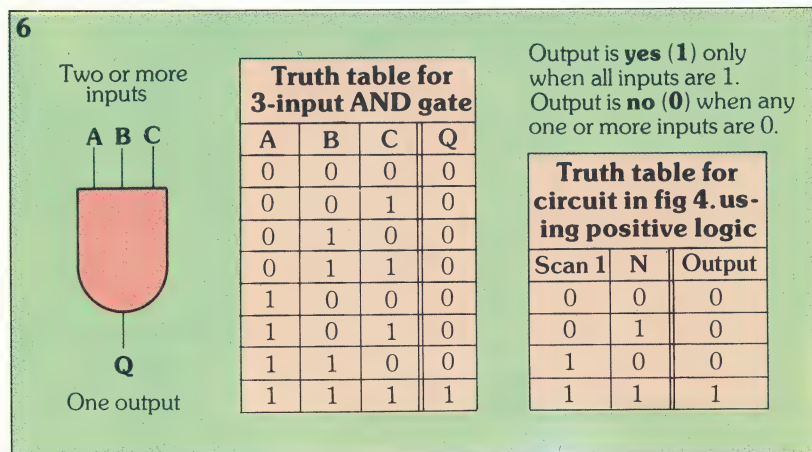 6
Two or more
inputs
A B C
Q
One output
Truth table for
3-input AND gate
A B C Q
0 0 0 0
0 0 1 0
0 1 0 0
0 1 1 0
1 0 0 0
1 0 1 0
1 1 0 0
1 1 1 1
Output is yes (1) only
when all inputs are 1.
Output is no (0) when any
one or more inputs are 0.
Truth table for
circuit in fig 4. us-
ing positive logic
Scan 1 N Output
0 0 0
0 1 0
1 0 0
1 1 1